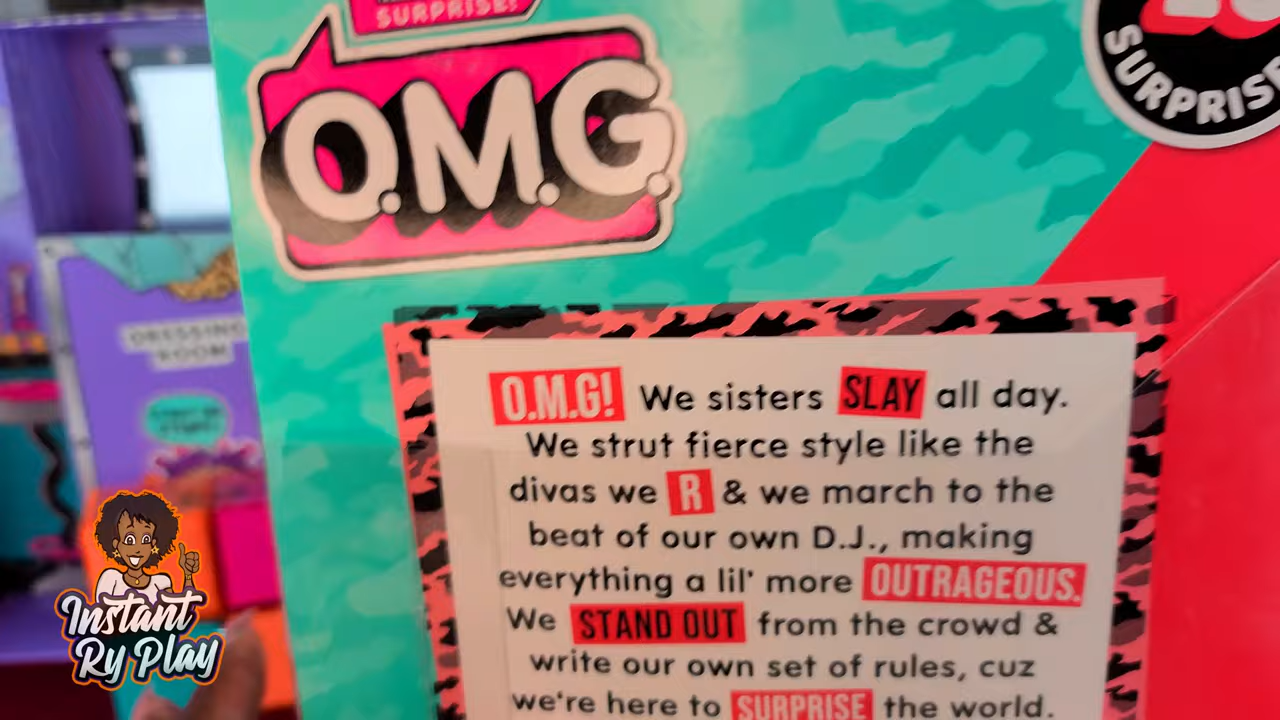 SURPRISE!
O.M.G.
SURPRISE
DRESSING
ROOM
O.M.G! We sisters SLAY all day.
We strut fierce style like the
divas we R & we march to the
beat of our own D.J., making
everything a lil' more OUTRAGEOUS.
We STAND OUT from the crowd &
write our own set of rules, cuz
we're here to SURPRISE the world.
Instant
Ry Play